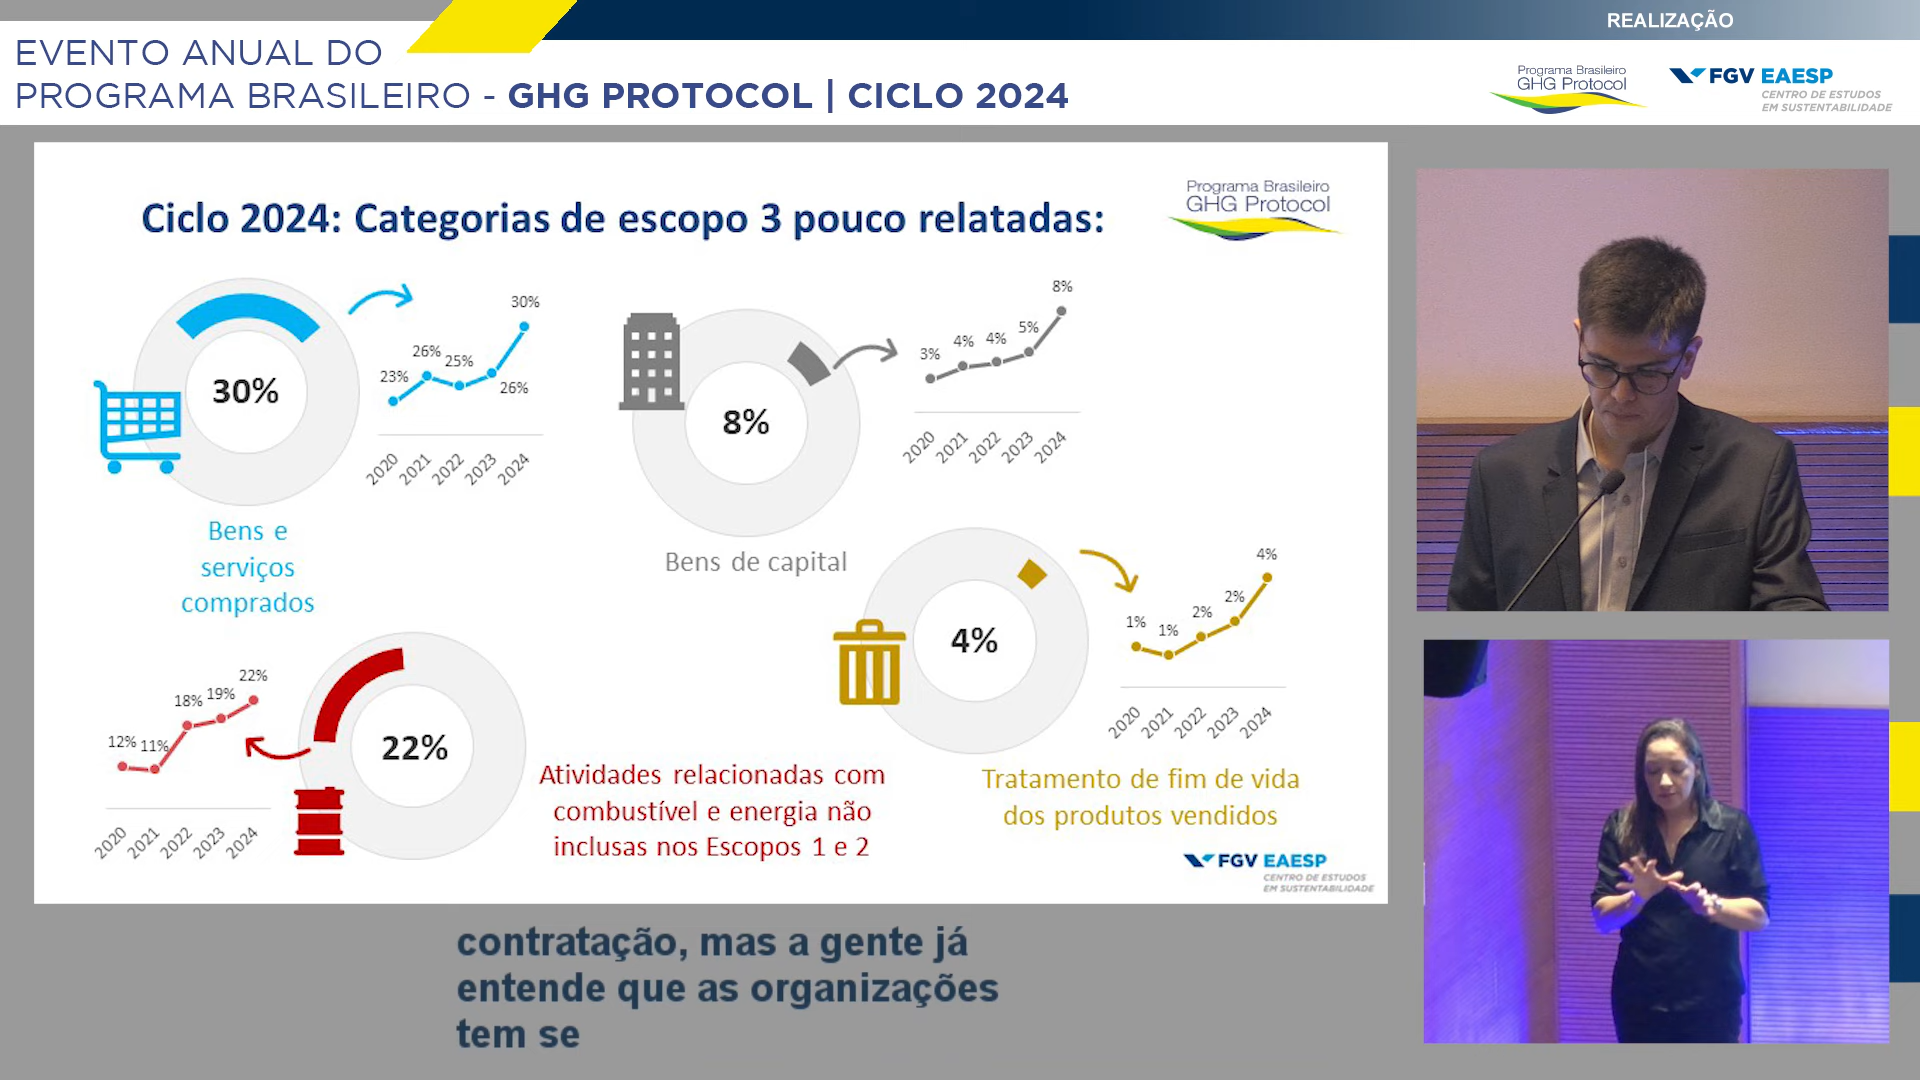 REALIZAÇÃO
EVENTO ANUAL DO
PROGRAMA BRASILEIRO - GHG PROTOCOL | CICLO 2024
Programa Brasileiro
GHG Protocol
FGV EAESP
CENTRO DE ESTUDOS
EM SUSTENTABILIDADE
Ciclo 2024: Categorias de escopo 3 pouco relatadas:
Programa Brasileiro
GHG Protocol
30%
23%
26%
25%
26%
30%
2020
2021
2022
2023
2024
Bens e
serviços
comprados
8%
3%
4%
4%
5%
8%
2020
2021
2022
2023
2024
Bens de capital
4%
1%
1%
2%
2%
4%
2020
2021
2022
2023
2024
Tratamento de fim de vida
dos produtos vendidos
12%
11%
18%
19%
22%
2020
2021
2022
2023
2024
22%
Atividades relacionadas com
combustível e energia não
inclusas nos Escopos 1 e 2
FGV EAESP
CENTRO DE ESTUDOS
EM SUSTENTABILIDADE
contratação, mas a gente já
entende que as organizações
tem se